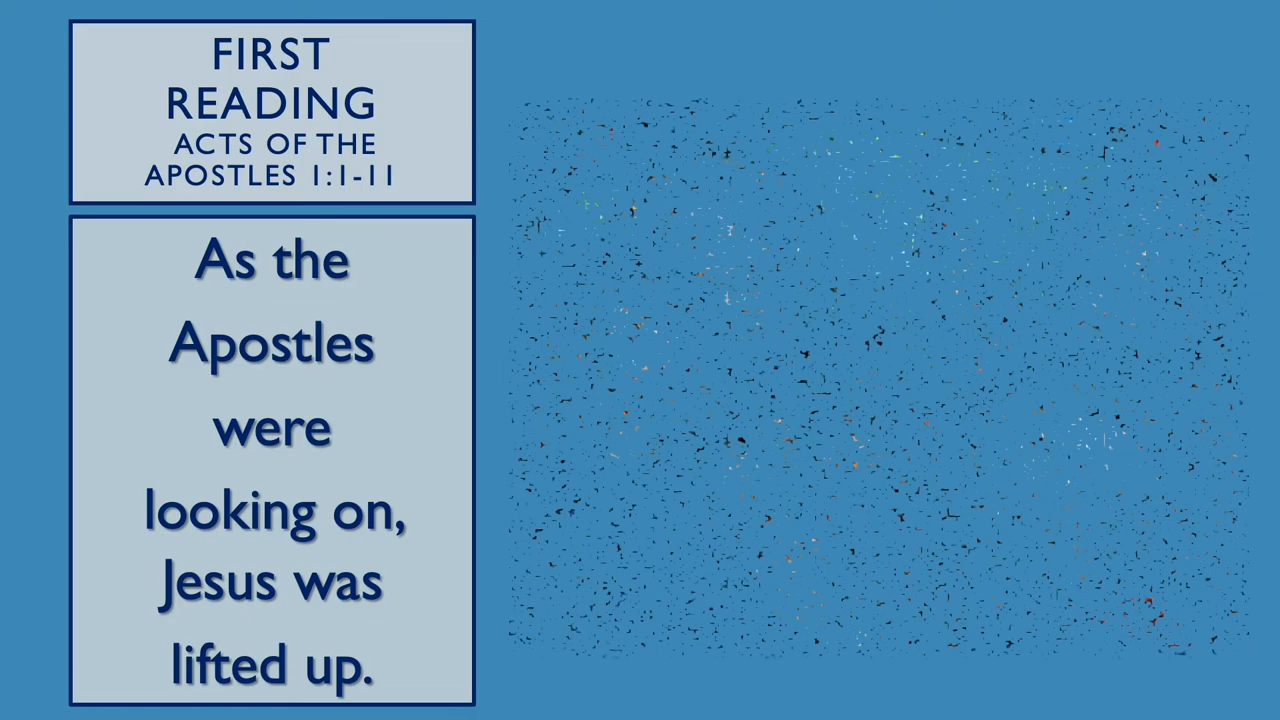 FIRST
READING
ACTS OF THE
APOSTLES 1:1-11
As the
Apostles
were
looking on,
Jesus was
lifted up.